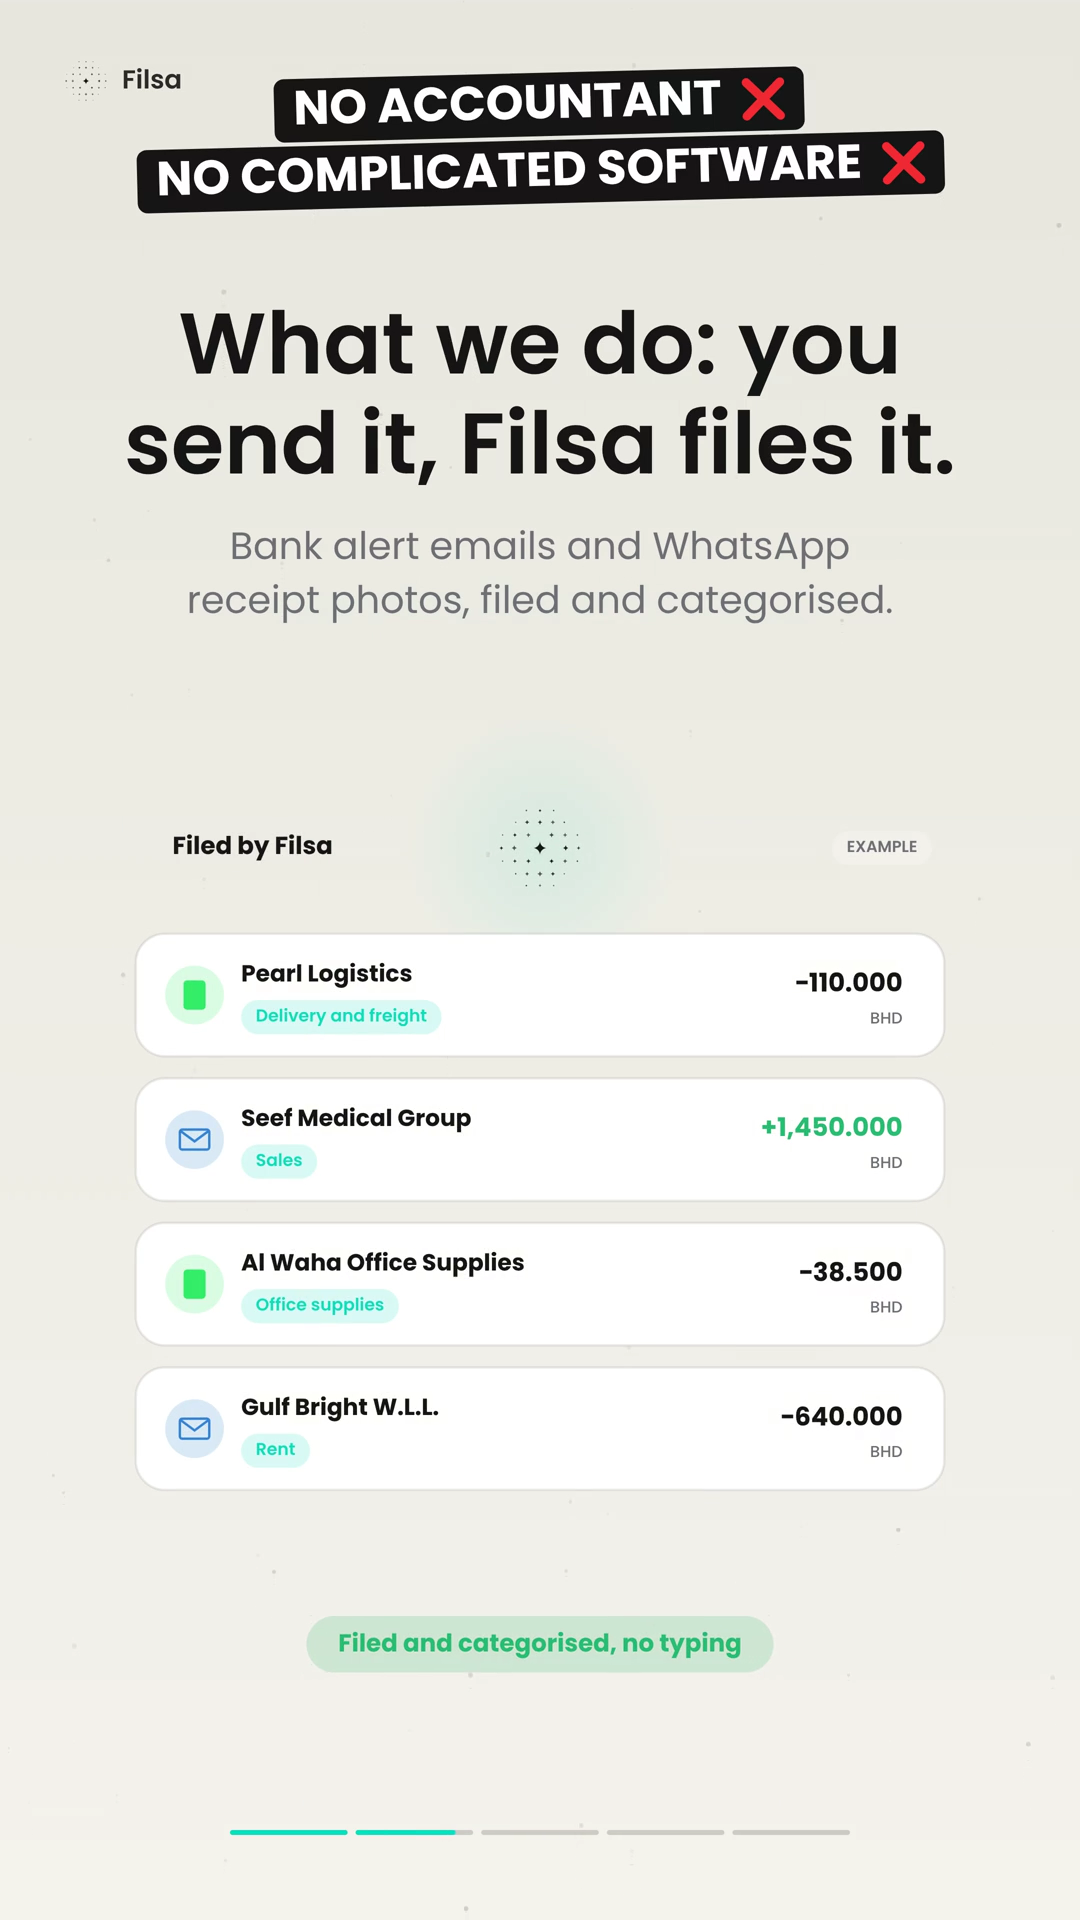 Filsa
NO ACCOUNTANT ❌
NO COMPLICATED SOFTWARE ❌
What we do: you
send it, Filsa files it.
Bank alert emails and WhatsApp
receipt photos, filed and categorised.
Filed by Filsa
EXAMPLE
Pearl Logistics
Delivery and freight
-110.000
BHD
Seef Medical Group
Sales
+1,450.000
BHD
Al Waha Office Supplies
Office supplies
-38.500
BHD
Gulf Bright W.L.L.
Rent
-640.000
BHD
Filed and categorised, no typing